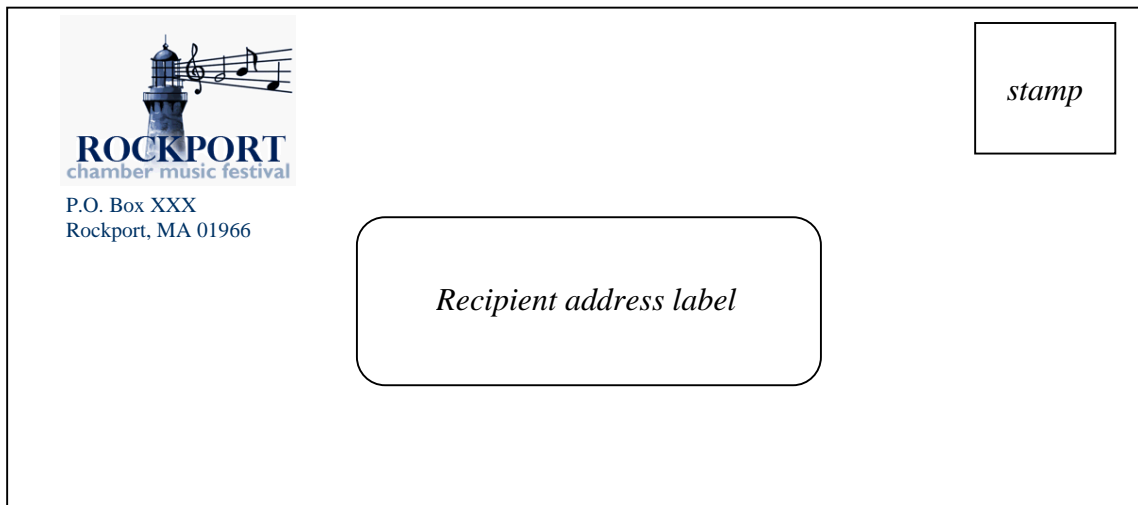 ROCKPORT
chamber music festival
P.O. Box XXX
Rockport, MA 01966
stamp
Recipient address label